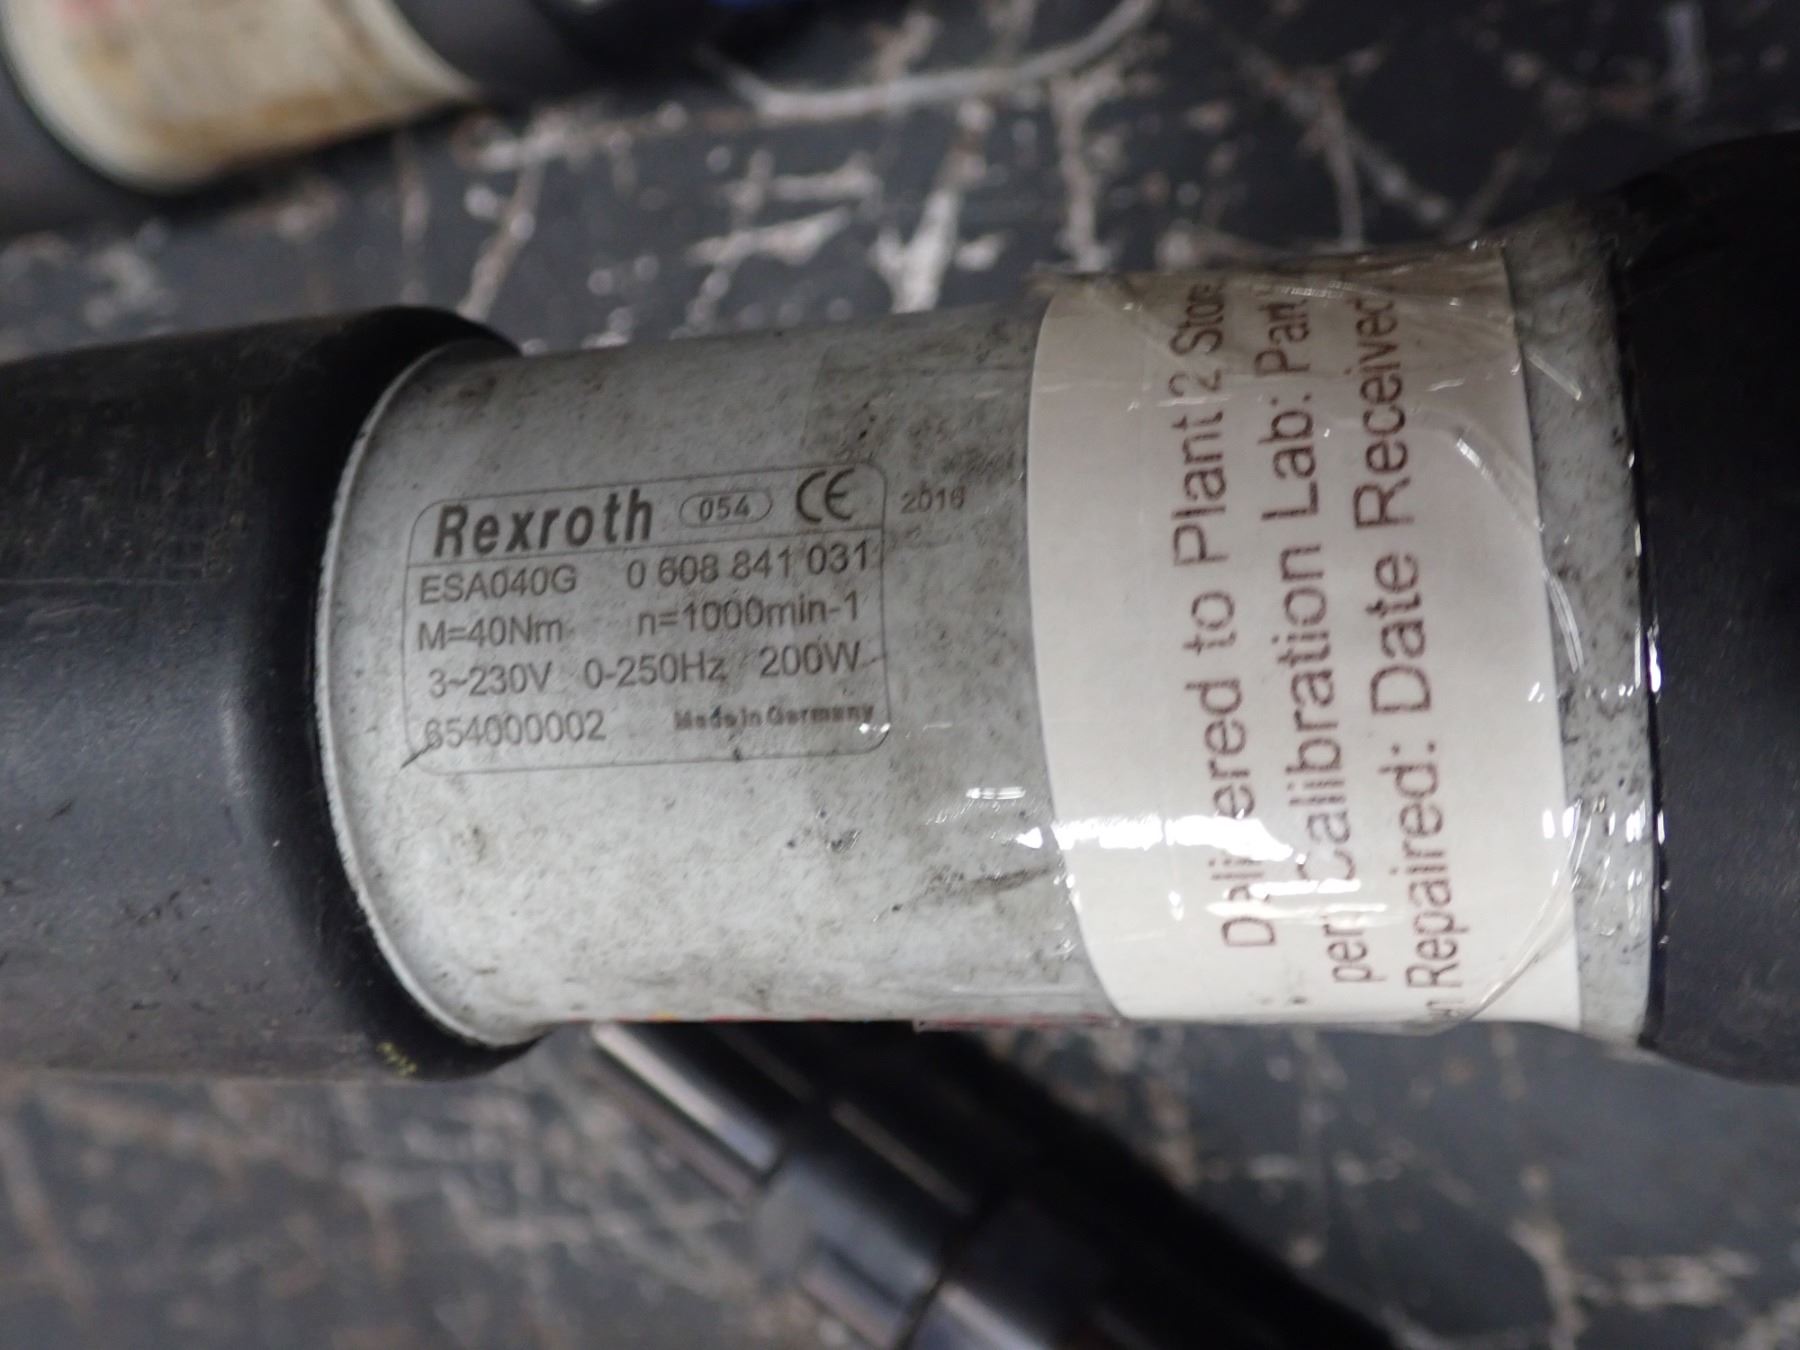 Rexroth 054 CE 2016
ESA040G 0 608 841 031
M=40Nm n=1000min-1
3~230V 0-250Hz 200W
654000002 Made in Germany
Delivered to Plant 2
per Calibration Lab: Part
Repaired: Date Received